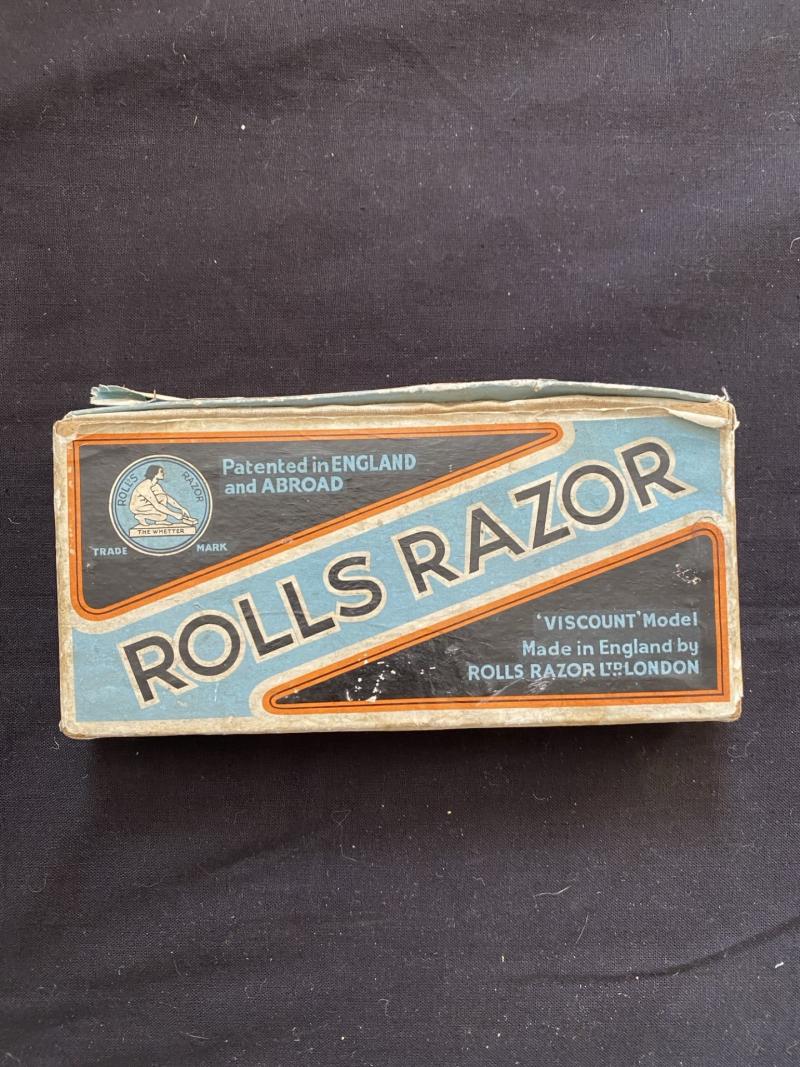 Patented in ENGLAND
and ABROAD
ROLLS RAZOR
THE WHETTER
TRADE MARK
ROLLS RAZOR
'VISCOUNT' Model
Made in England by
ROLLS RAZOR LTD LONDON